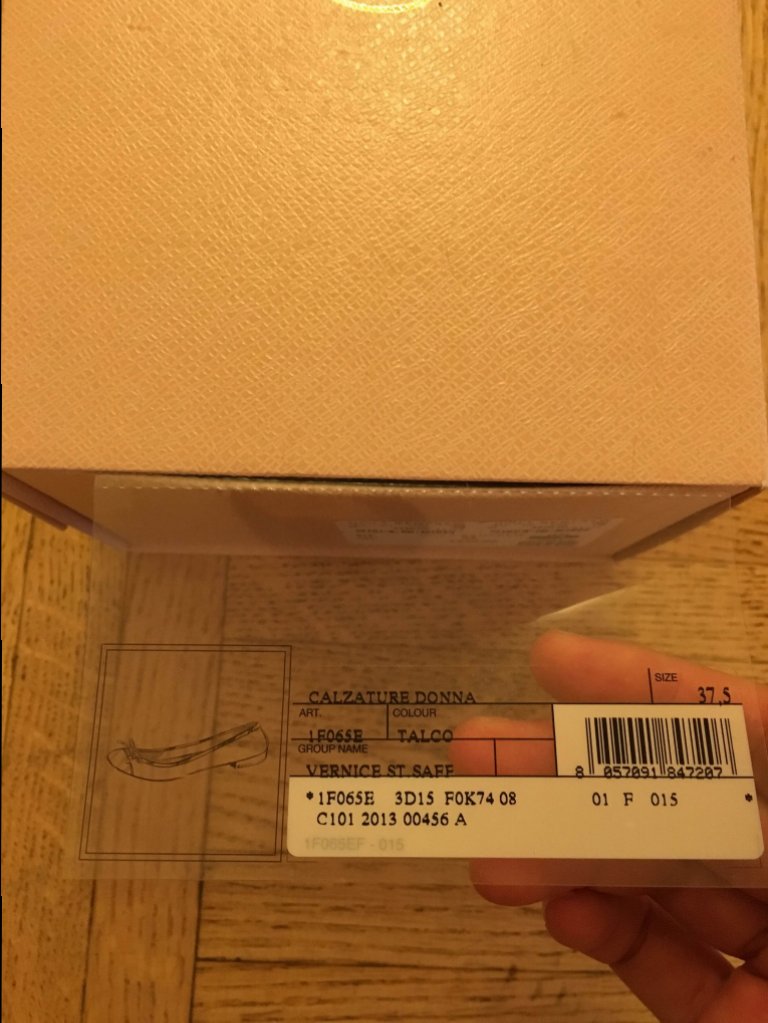 SIZE
CALZATURE DONNA 37,5
ART. COLOUR
1F065E TALCO
GROUP NAME
VERNICE ST.SAFF
8 057091 847207
*1F065E 3D15 F0K74 08 01 F 015 *
C101 2013 00456 A
1F065EF - 015